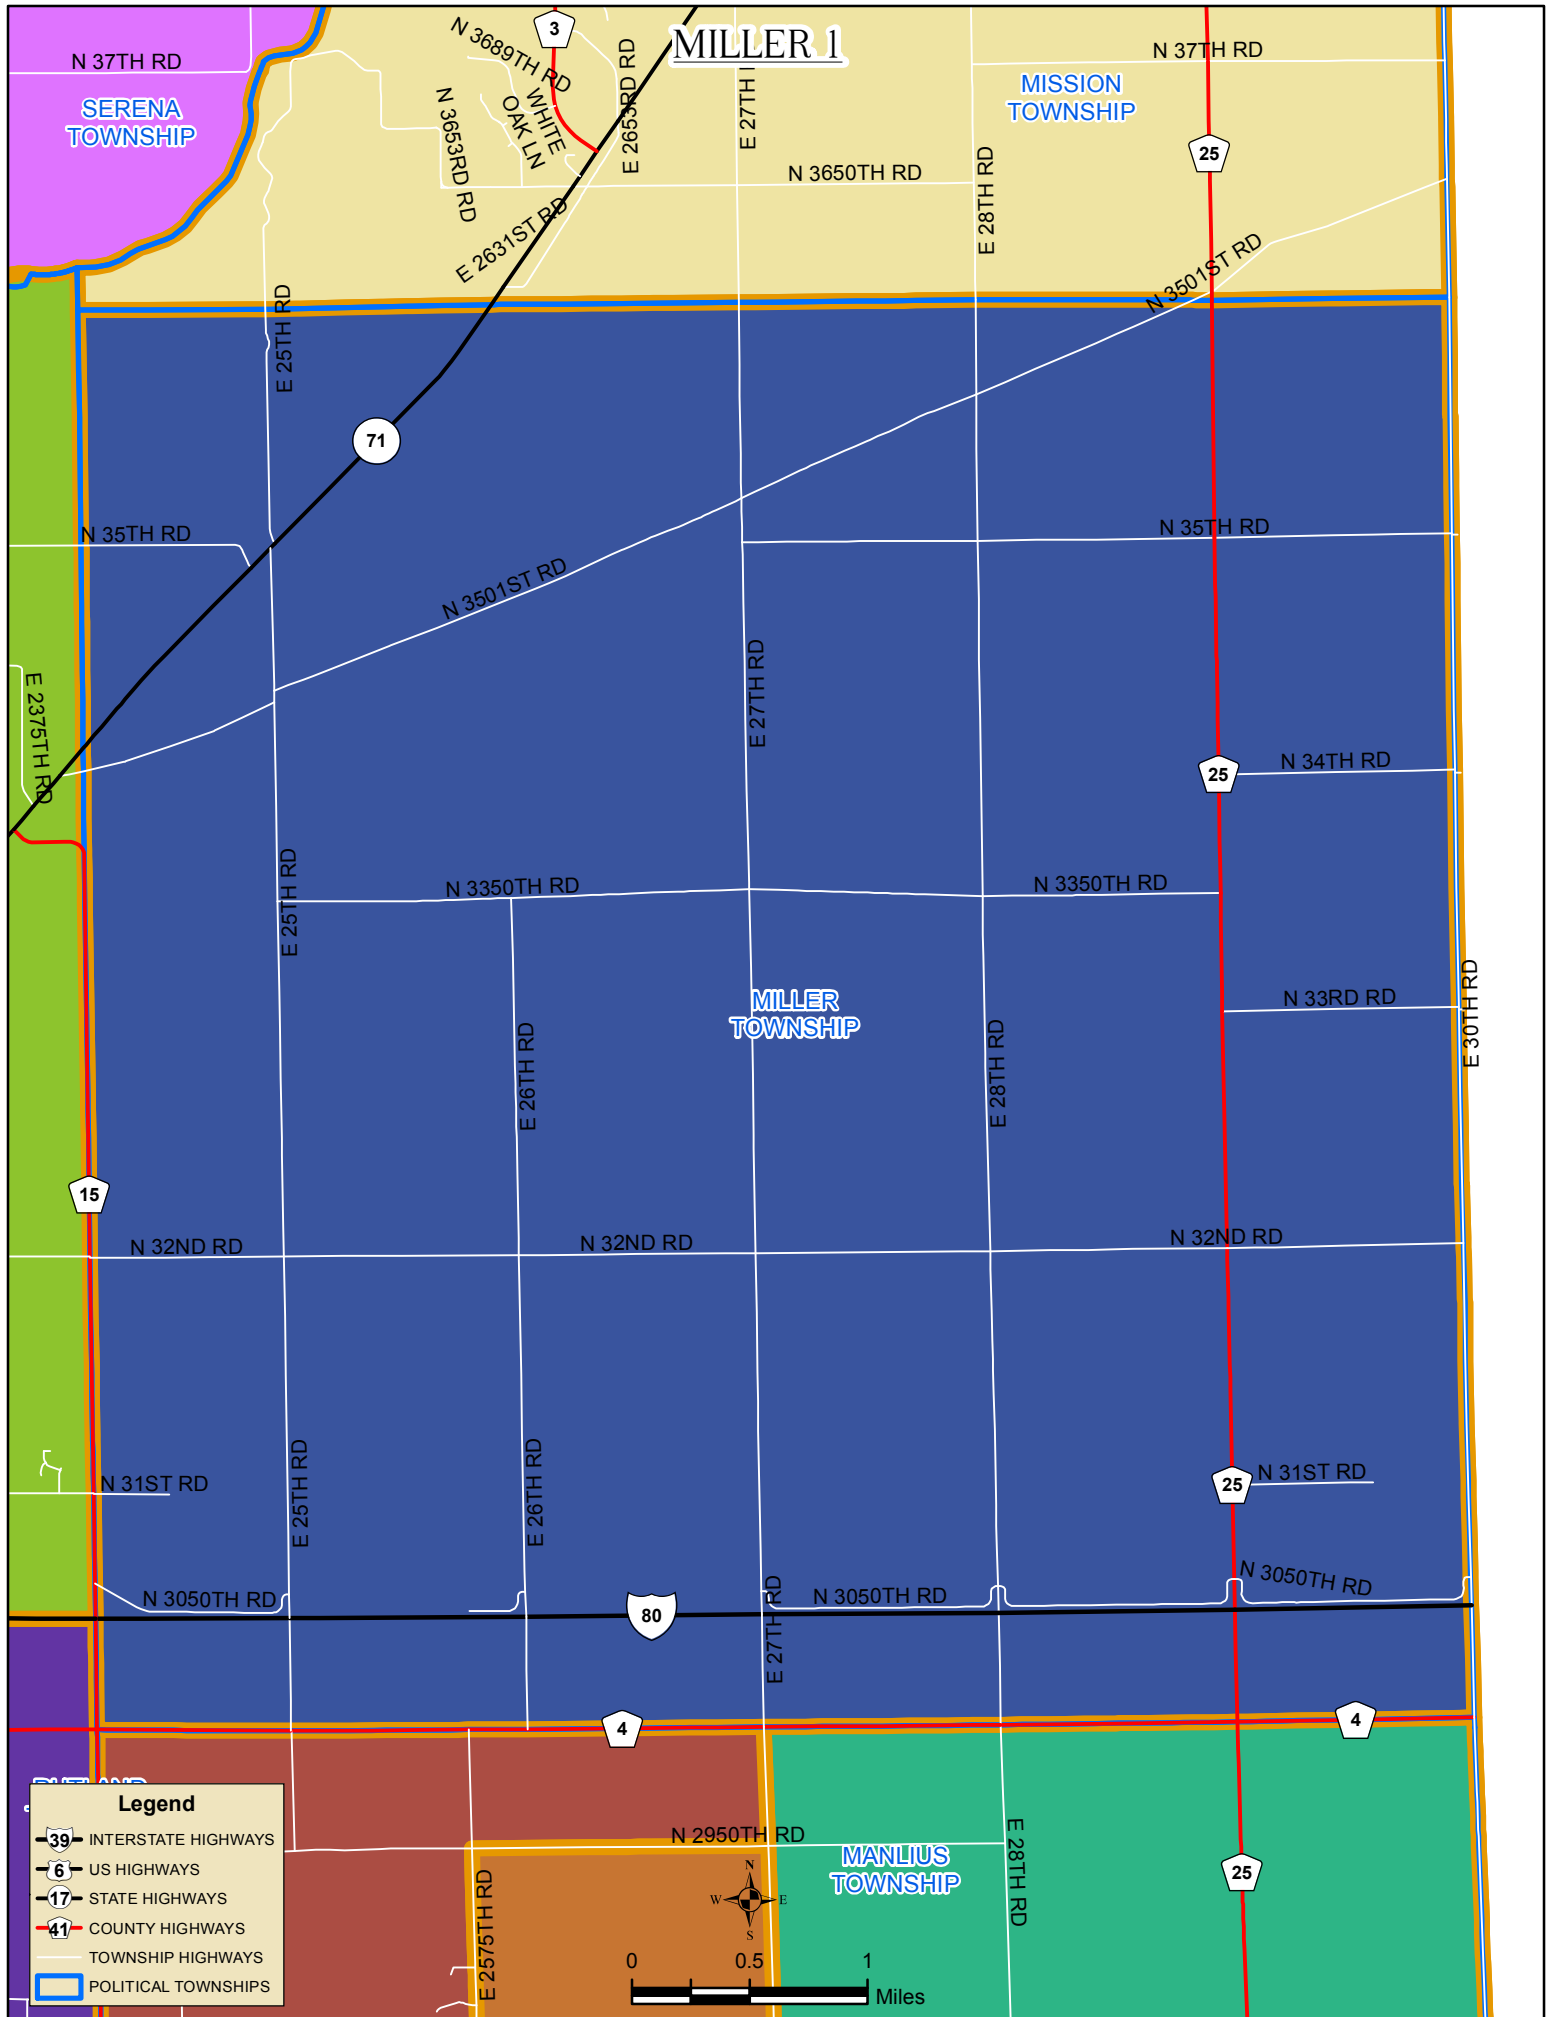 MILLER 1
3
N 3689TH RD
N 37TH RD
N 37TH RD
SERENA
TOWNSHIP
MISSION
TOWNSHIP
N 3653RD RD
WHITE
OAK LN
E 2653RD RD
E 27TH
25
N 3650TH RD
E 28TH RD
E 2631ST RD
N 3501ST RD
E 25TH RD
71
N 35TH RD
N 35TH RD
N 3501ST RD
E 27TH RD
E 2375TH RD
25
N 34TH RD
N 3350TH RD
N 3350TH RD
E 25TH RD
MILLER
TOWNSHIP
N 33RD RD
E 30TH RD
E 26TH RD
E 28TH RD
15
N 32ND RD
N 32ND RD
N 32ND RD
N 31ST RD
25
N 31ST RD
E 25TH RD
E 26TH RD
N 3050TH RD
N 3050TH RD
N 3050TH RD
80
E 27TH RD
4
4
RUTLAND
Legend
39 INTERSTATE HIGHWAYS
6 US HIGHWAYS
17 STATE HIGHWAYS
41 COUNTY HIGHWAYS
TOWNSHIP HIGHWAYS
POLITICAL TOWNSHIPS
N 2950TH RD
MANLIUS
TOWNSHIP
E 28TH RD
25
E 2575TH RD
N
W E
S
0 0.5 1
Miles